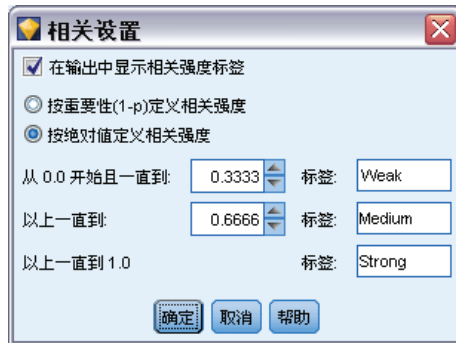 相关设置
在输出中显示相关强度标签
按重要性(1-p)定义相关强度
按绝对值定义相关强度
从 0.0 开始且一直到: 0.3333 标签: Weak
以上一直到: 0.6666 标签: Medium
以上一直到 1.0 标签: Strong
确定 取消 帮助